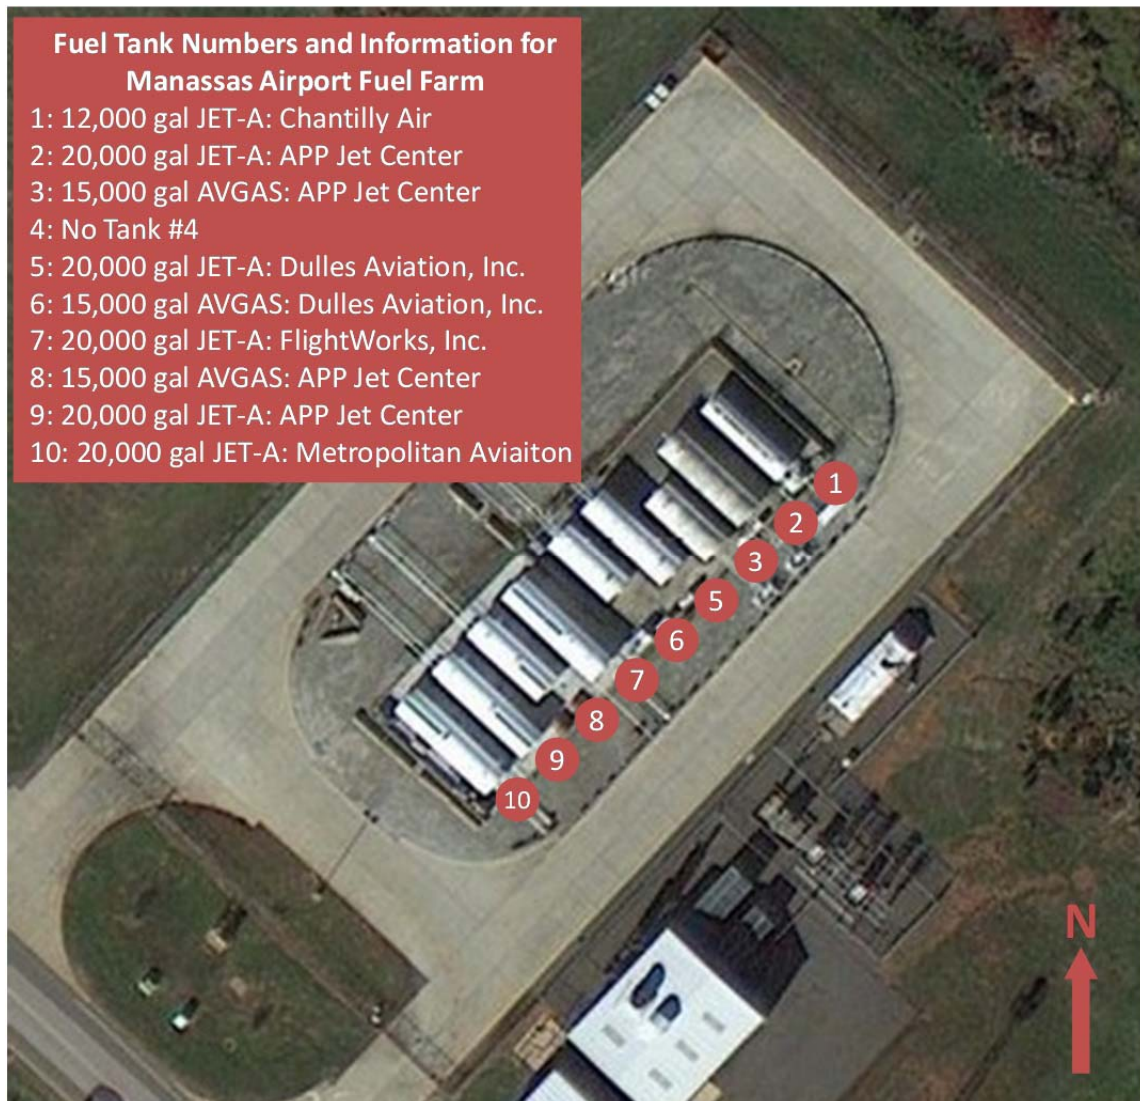 Fuel Tank Numbers and Information for
Manassas Airport Fuel Farm
1: 12,000 gal JET-A: Chantilly Air
2: 20,000 gal JET-A: APP Jet Center
3: 15,000 gal AVGAS: APP Jet Center
4: No Tank #4
5: 20,000 gal JET-A: Dulles Aviation, Inc.
6: 15,000 gal AVGAS: Dulles Aviation, Inc.
7: 20,000 gal JET-A: FlightWorks, Inc.
8: 15,000 gal AVGAS: APP Jet Center
9: 20,000 gal JET-A: APP Jet Center
10: 20,000 gal JET-A: Metropolitan Aviaiton
1
2
3
5
6
7
8
9
10
N